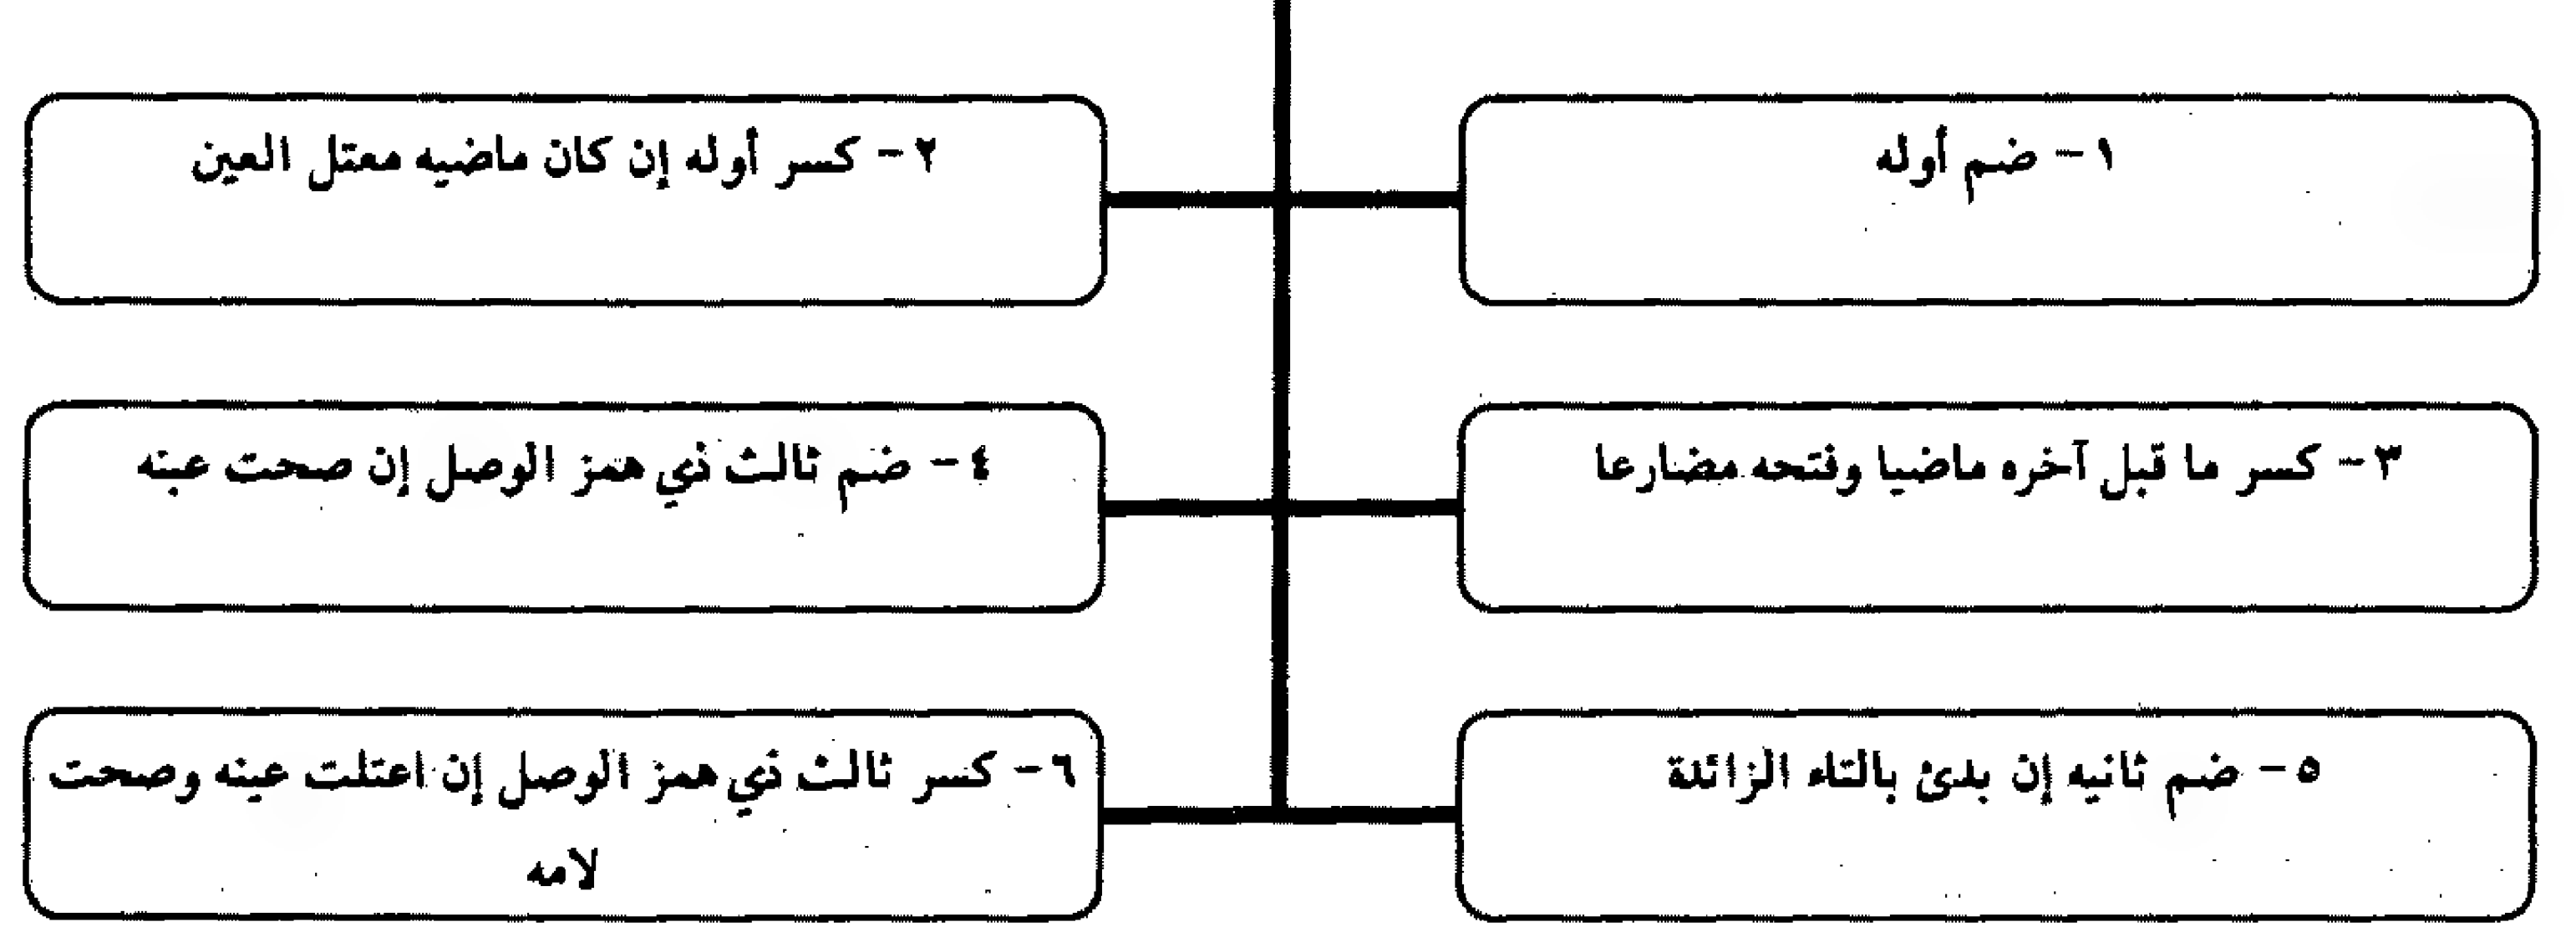 ١- ضم أوله
٢- كسر أوله إن كان ماضيه معتل العين
٣- كسر ما قبل آخره ماضيا وفتحه مضارعا
٤- ضم ثالث ذي همز الوصل إن صحت عينه
٥- ضم ثانيه إن بدئ بالتاء الزائدة
٦- كسر ثالث ذي همز الوصل إن اعتلت عينه وصحت
لامه